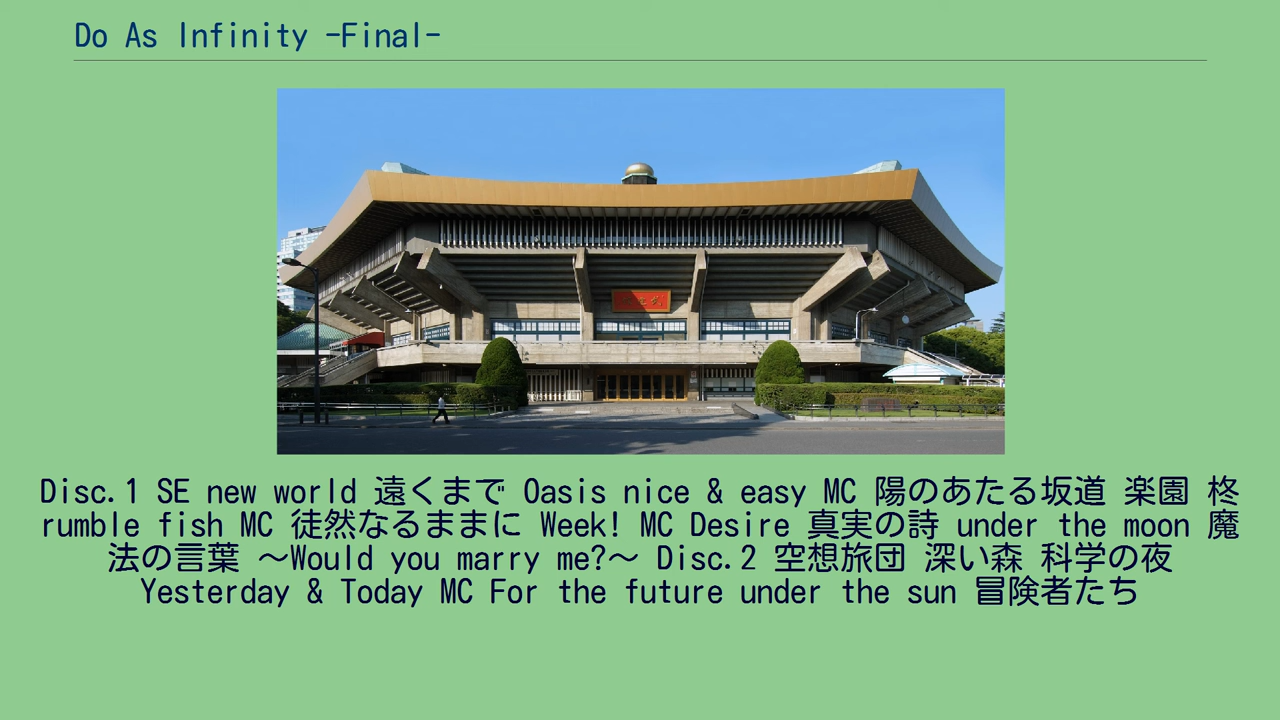 Do As Infinity -Final-
Disc.1 SE new world 遠くまで Oasis nice & easy MC 陽のあたる坂道 楽園 柊
rumble fish MC 徒然なるままに Week! MC Desire 真実の詩 under the moon 魔
法の言葉 〜Would you marry me?〜 Disc.2 空想旅団 深い森 科学の夜
Yesterday & Today MC For the future under the sun 冒険者たち